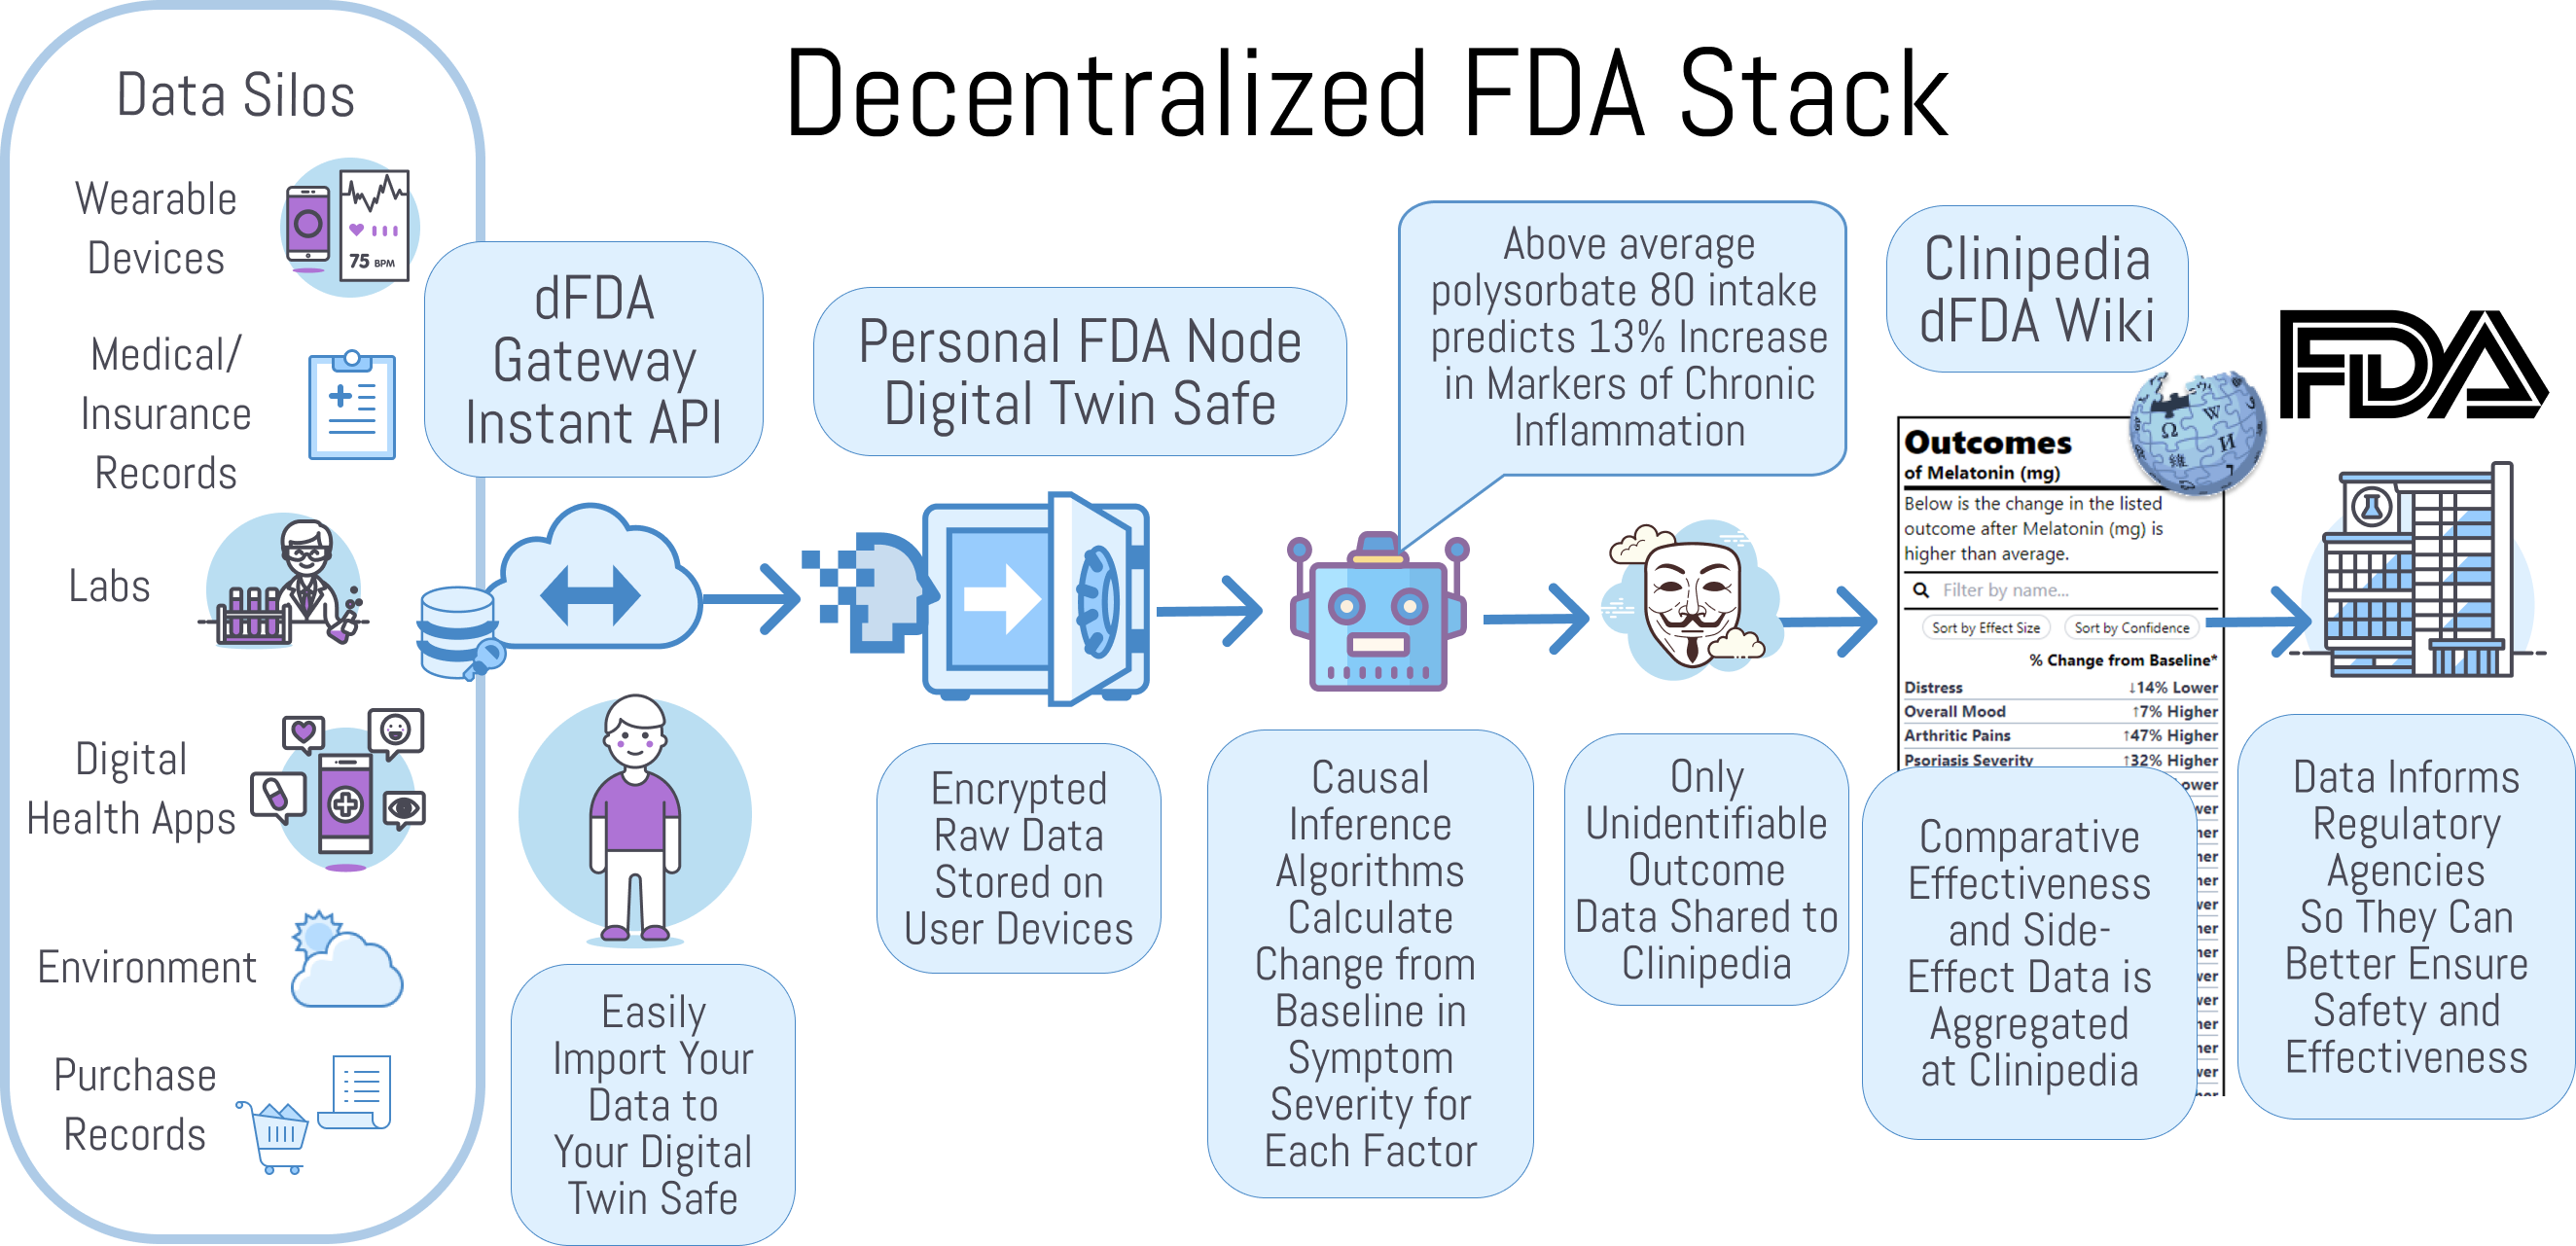 Decentralized FDA Stack
Data Silos
Wearable
Devices
75 BPM
Medical/
Insurance
Records
Labs
Digital
Health Apps
Environment
Purchase
Records
dFDA
Gateway
Instant API
Easily
Import Your
Data to
Your Digital
Twin Safe
Personal FDA Node
Digital Twin Safe
Encrypted
Raw Data
Stored on
User Devices
Above average
polysorbate 80 intake
predicts 13% Increase
in Markers of Chronic
Inflammation
Causal
Inference
Algorithms
Calculate
Change from
Baseline in
Symptom
Severity for
Each Factor
Only
Unidentifiable
Outcome
Data Shared to
Clinipedia
Clinipedia
dFDA Wiki
Outcomes
of Melatonin (mg)
Below is the change in the listed
outcome after Melatonin (mg) is
higher than average.
Filter by name...
Sort by Effect Size Sort by Confidence
% Change from Baseline*
Distress ↓14% Lower
Overall Mood ↑7% Higher
Arthritic Pains ↑47% Higher
Psoriasis Severity ↑32% Higher
Comparative
Effectiveness
and Side-
Effect Data is
Aggregated
at Clinipedia
FDA
Data Informs
Regulatory
Agencies
So They Can
Better Ensure
Safety and
Effectiveness